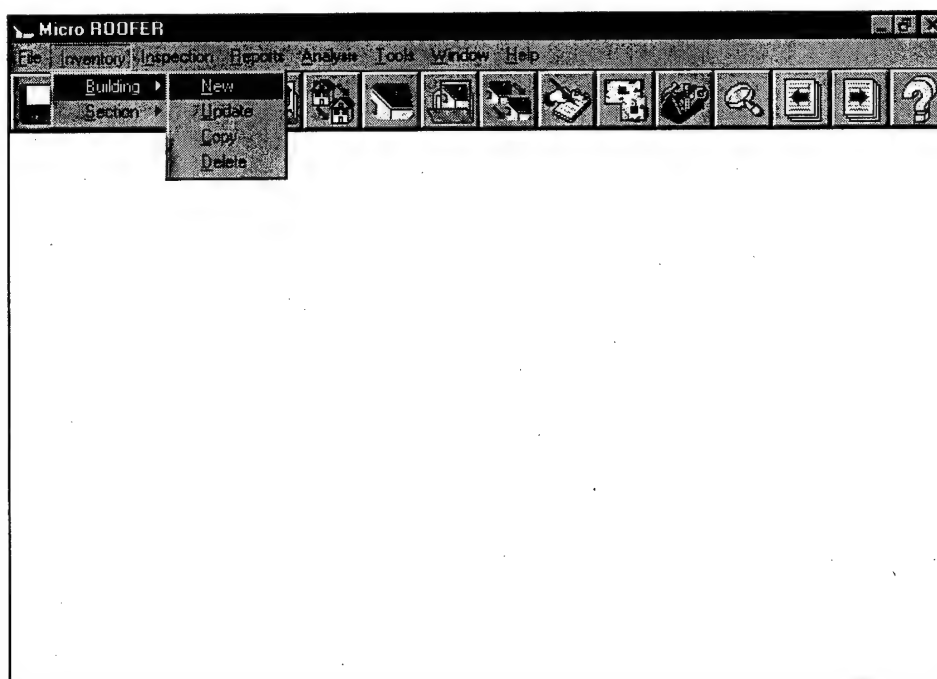 Micro ROOFER
File Inventory Inspection Reports Analysis Tools Window Help
Building New
Section Update
Copy
Delete